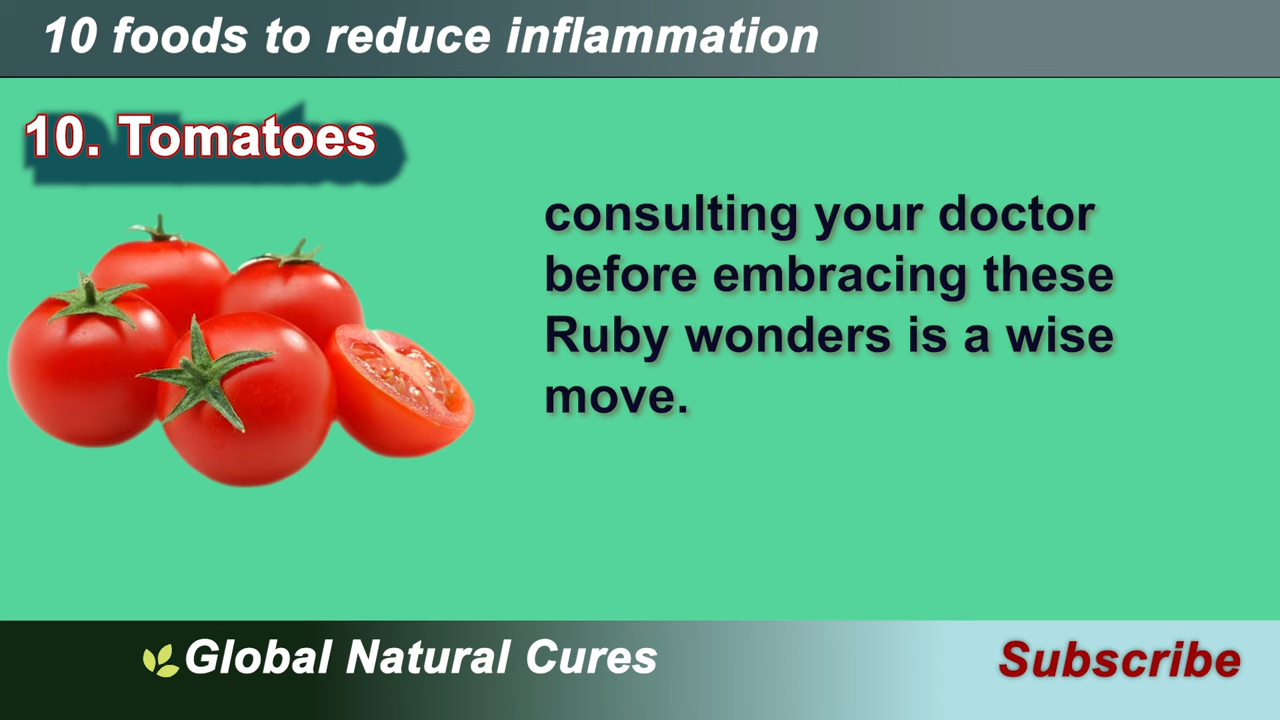 10 foods to reduce inflammation
10. Tomatoes
consulting your doctor
before embracing these
Ruby wonders is a wise
move.
Global Natural Cures
Subscribe